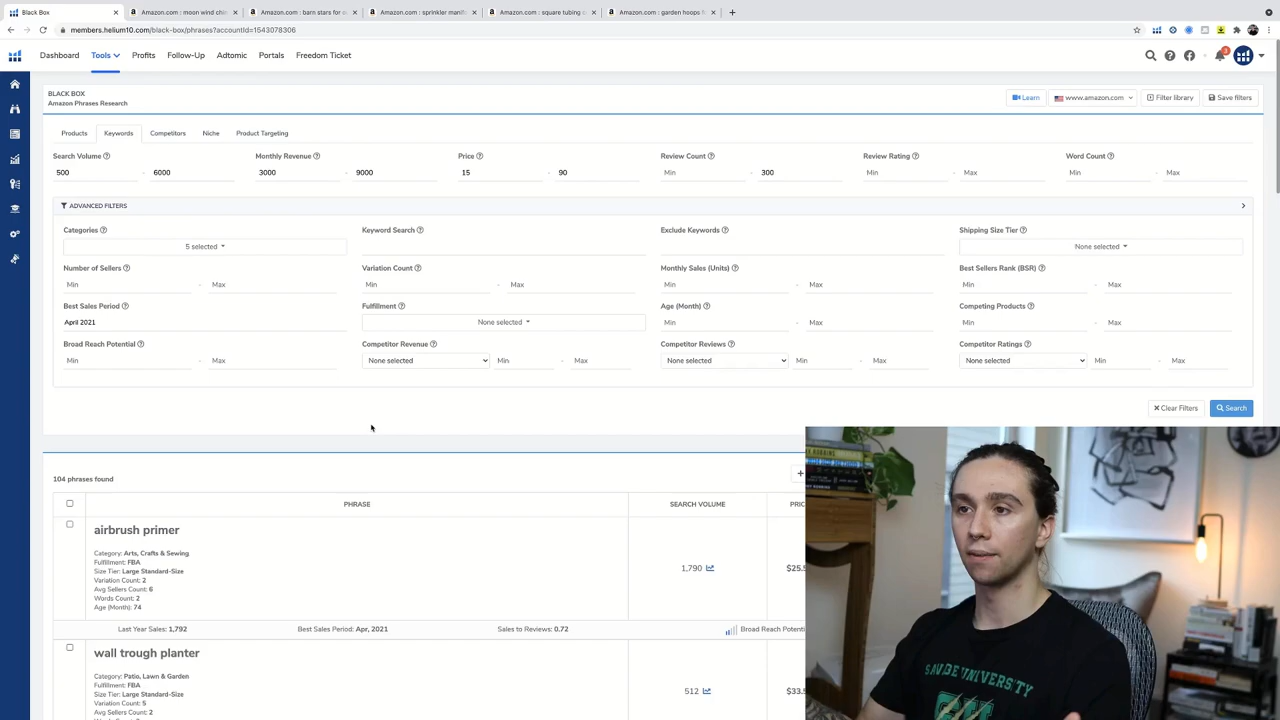 Black Box
Amazon.com : moon wind chi
Amazon.com : barn stars for o
Amazon.com : sprinkler manif
Amazon.com : square tubing c
Amazon.com : garden hoops f
members.helium10.com/black-box/phrases?accountId=1543078306
Dashboard Tools Profits Follow-Up Adtomic Portals Freedom Ticket 3
BLACK BOX
Amazon Phrases Research
Learn www.amazon.com Filter library Save filters
Products Keywords Competitors Niche Product Targeting
Search Volume Monthly Revenue Price Review Count Review Rating Word Count
500 - 6000 3000 - 9000 15 - 90 Min - 300 Min - Max Min - Max
ADVANCED FILTERS
Categories Keyword Search Exclude Keywords Shipping Size Tier
5 selected None selected
Number of Sellers Variation Count Monthly Sales (Units) Best Sellers Rank (BSR)
Min - Max Min - Max Min - Max Min - Max
Best Sales Period Fulfillment Age (Month) Competing Products
April 2021 None selected Min - Max Min - Max
Broad Reach Potential Competitor Revenue Competitor Reviews Competitor Ratings
Min - Max None selected Min - Max None selected Min - Max None selected Min - Max
Clear Filters Search
104 phrases found
PHRASE SEARCH VOLUME
airbrush primer
Category: Arts, Crafts & Sewing
Fulfillment: FBA
Size Tier: Large Standard-Size
Variation Count: 2
Avg Sellers Count: 6
Words Count: 2
Age (Month): 74
1,790
Last Year Sales: 1,792 Best Sales Period: Apr, 2021 Sales to Reviews: 0.72 Broad Reach Potenti
wall trough planter
Category: Patio, Lawn & Garden
Fulfillment: FBA
Size Tier: Large Standard-Size
Variation Count: 5
Avg Sellers Count: 2
512
$33.
UNIVERSITY